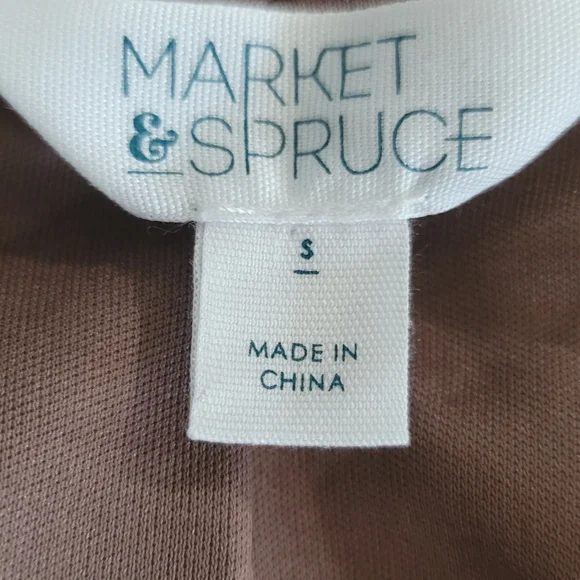 MARKET
& SPRUCE
S
MADE IN
CHINA